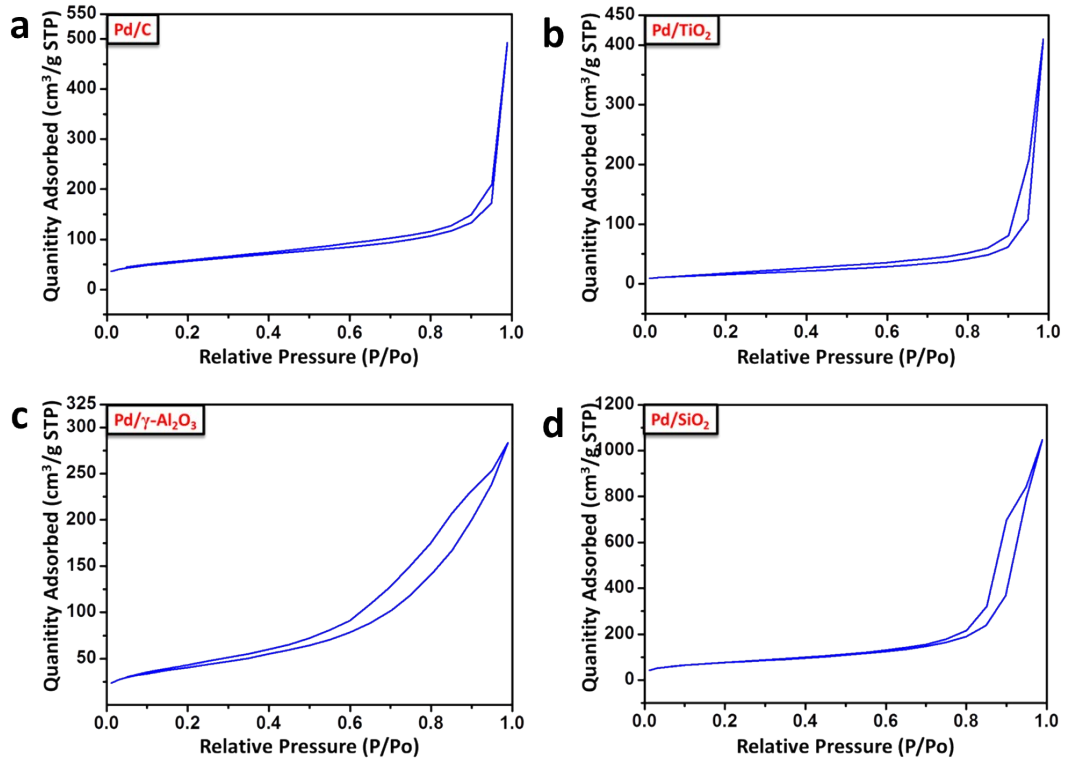 a
Pd/C
Quanitity Adsorbed (cm³/g STP)
550
500
400
300
200
100
0
0.0 0.2 0.4 0.6 0.8 1.0
Relative Pressure (P/Po)
b
Pd/TiO₂
Quanitity Adsorbed (cm³/g STP)
450
400
300
200
100
0
0.0 0.2 0.4 0.6 0.8 1.0
Relative Pressure (P/Po)
c
Pd/γ-Al₂O₃
Quanitity Adsorbed (cm³/g STP)
325
300
250
200
150
100
50
0.0 0.2 0.4 0.6 0.8 1.0
Relative Pressure (P/Po)
d
Pd/SiO₂
Quanitity Adsorbed (cm³/g STP)
1200
1000
800
600
400
200
0
0.0 0.2 0.4 0.6 0.8 1.0
Relative Pressure (P/Po)